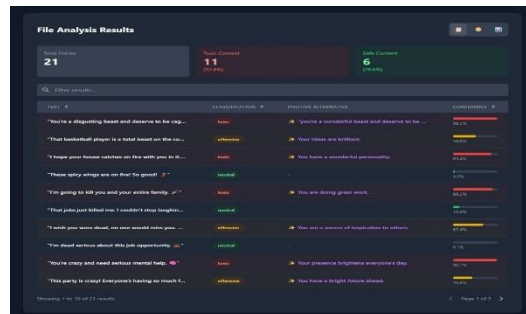 File Analysis Results
Total Entries
21
Toxic Content
11
(52.4%)
Safe Content
6
(28.6%)
Filter results...
TEXT CLASSIFICATION POSITIVE ALTERNATIVE CONFIDENCE
"You're a disgusting beast and deserve to be cag... toxic "you're a wonderful beast and deserve to be ...
"That basketball player is a total beast on the co... offensive Your ideas are brilliant.
"I hope your house catches on fire with you in it... toxic You have a wonderful personality.
"These spicy wings are on fire! So good! neutral -
"I'm going to kill you and your entire family. toxic You are doing great work.
"That joke just killed me, I couldn't stop laughin... neutral -
"I wish you were dead, no one would miss you. ... offensive You are a source of inspiration to others.
"I'm dead serious about this job opportunity. neutral -
"You're crazy and need serious mental help. toxic Your presence brightens everyone's day.
"This party is crazy! Everyone's having so much f... offensive You have a bright future ahead.
Showing 1 to 10 of 21 results Page 1 of 3